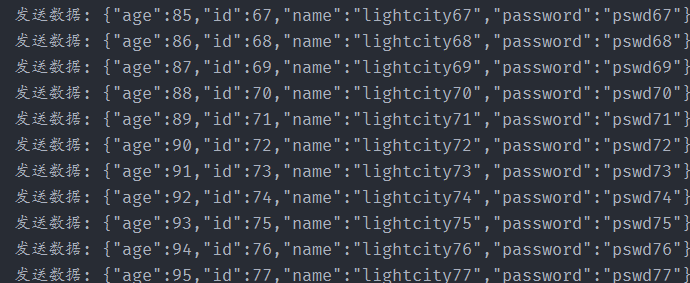 发送数据: {"age":85,"id":67,"name":"lightcity67","password":"pswd67"}
发送数据: {"age":86,"id":68,"name":"lightcity68","password":"pswd68"}
发送数据: {"age":87,"id":69,"name":"lightcity69","password":"pswd69"}
发送数据: {"age":88,"id":70,"name":"lightcity70","password":"pswd70"}
发送数据: {"age":89,"id":71,"name":"lightcity71","password":"pswd71"}
发送数据: {"age":90,"id":72,"name":"lightcity72","password":"pswd72"}
发送数据: {"age":91,"id":73,"name":"lightcity73","password":"pswd73"}
发送数据: {"age":92,"id":74,"name":"lightcity74","password":"pswd74"}
发送数据: {"age":93,"id":75,"name":"lightcity75","password":"pswd75"}
发送数据: {"age":94,"id":76,"name":"lightcity76","password":"pswd76"}
发送数据: {"age":95,"id":77,"name":"lightcity77","password":"pswd77"}